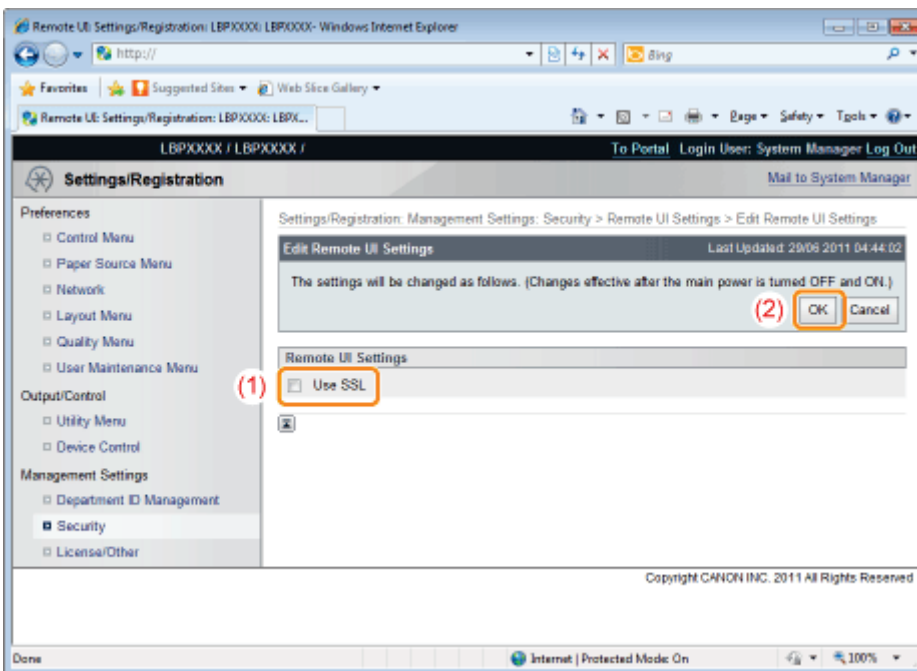 Remote UI: Settings/Registration: LBPXXXX: LBPXXXX- Windows Internet Explorer
http://
Bing
Favorites Suggested Sites Web Slice Gallery
Remote UI: Settings/Registration: LBPXXXX: LBPX...
Page Safety Tools
LBPXXXX / LBPXXXX / To Portal Login User: System Manager Log Out
Settings/Registration Mail to System Manager
Preferences
Control Menu
Paper Source Menu
Network
Layout Menu
Quality Menu
User Maintenance Menu
Output/Control
Utility Menu
Device Control
Management Settings
Department ID Management
Security
License/Other
Settings/Registration: Management Settings: Security > Remote UI Settings > Edit Remote UI Settings
Edit Remote UI Settings Last Updated: 29/06 2011 04:44:02
The settings will be changed as follows. (Changes effective after the main power is turned OFF and ON.)
(2) OK Cancel
Remote UI Settings
(1) Use SSL
Copyright CANON INC. 2011 All Rights Reserved
Done Internet | Protected Mode: On 100%